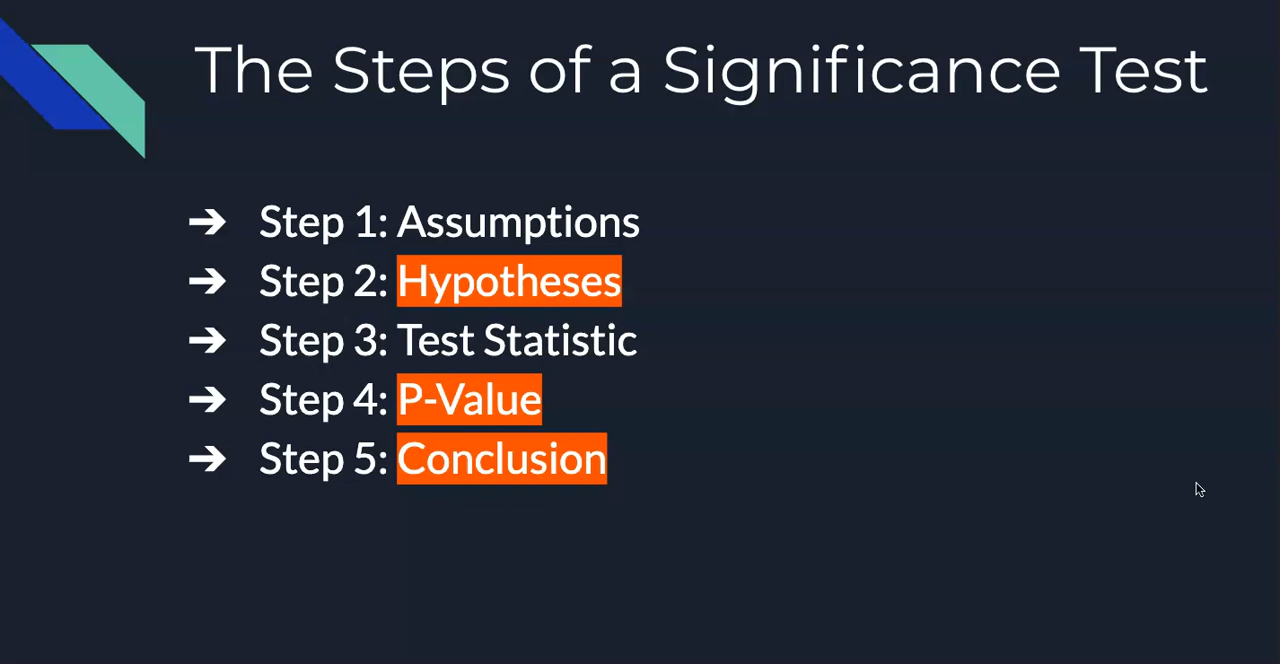 The Steps of a Significance Test
➔ Step 1: Assumptions
➔ Step 2: Hypotheses
➔ Step 3: Test Statistic
➔ Step 4: P-Value
➔ Step 5: Conclusion